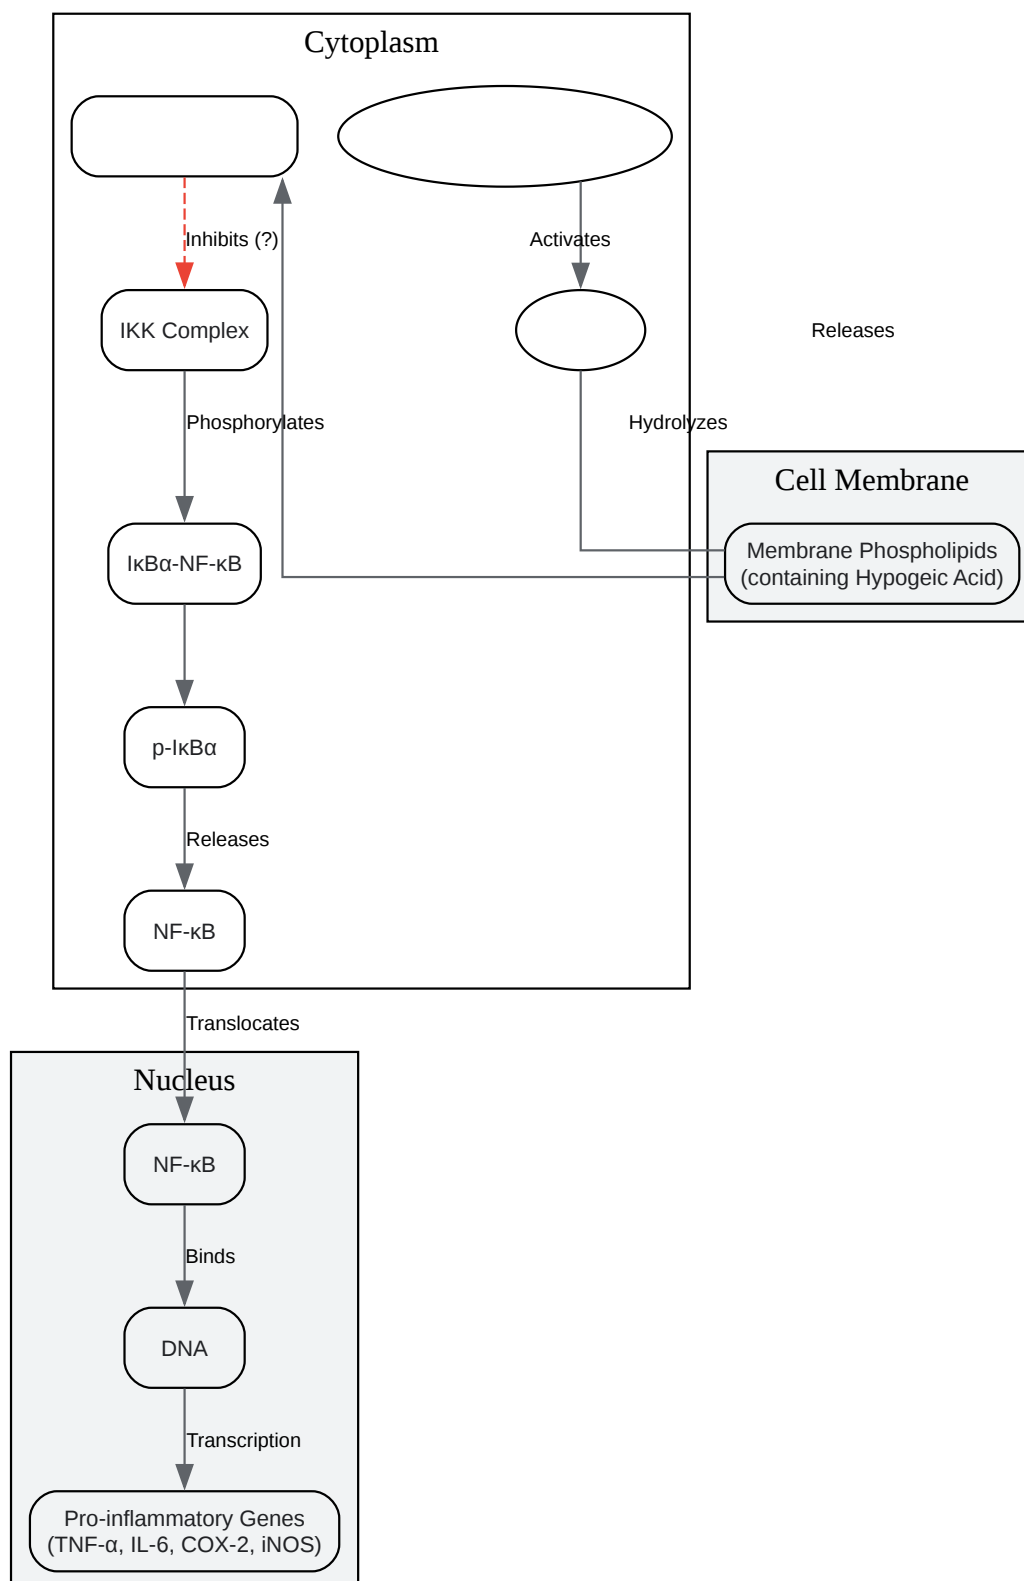 Cytoplasm
Inhibits (?)
Activates
IKK Complex
Releases
Phosphorylates
Hydrolyzes
Cell Membrane
Membrane Phospholipids
(containing Hypogeic Acid)
IκBα-NF-κB
p-IκBα
Releases
NF-κB
Translocates
Nucleus
NF-κB
Binds
DNA
Transcription
Pro-inflammatory Genes
(TNF-α, IL-6, COX-2, iNOS)